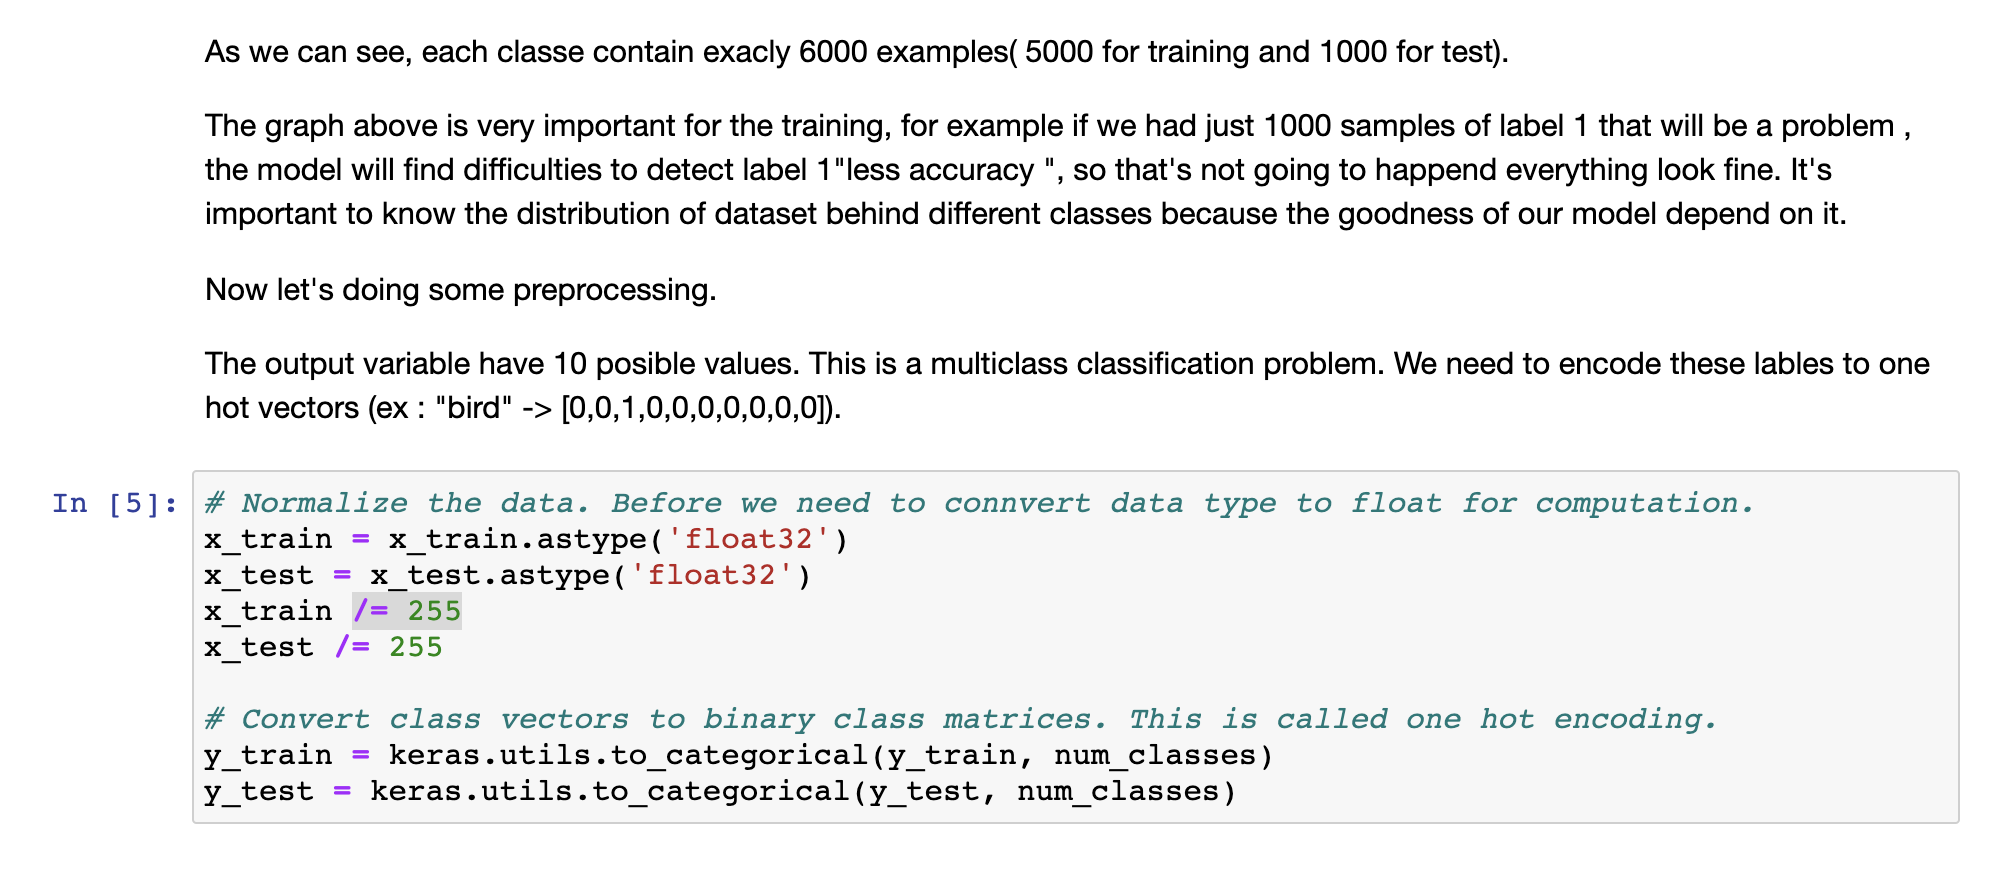 As we can see, each classe contain exacly 6000 examples( 5000 for training and 1000 for test).
The graph above is very important for the training, for example if we had just 1000 samples of label 1 that will be a problem ,
the model will find difficulties to detect label 1"less accuracy ", so that's not going to happend everything look fine. It's
important to know the distribution of dataset behind different classes because the goodness of our model depend on it.
Now let's doing some preprocessing.
The output variable have 10 posible values. This is a multiclass classification problem. We need to encode these lables to one
hot vectors (ex : "bird" -> [0,0,1,0,0,0,0,0,0,0]).
In [5]: # Normalize the data. Before we need to connvert data type to float for computation.
x_train = x_train.astype('float32')
x_test = x_test.astype('float32')
x_train /= 255
x_test /= 255
# Convert class vectors to binary class matrices. This is called one hot encoding.
y_train = keras.utils.to_categorical(y_train, num_classes)
y_test = keras.utils.to_categorical(y_test, num_classes)